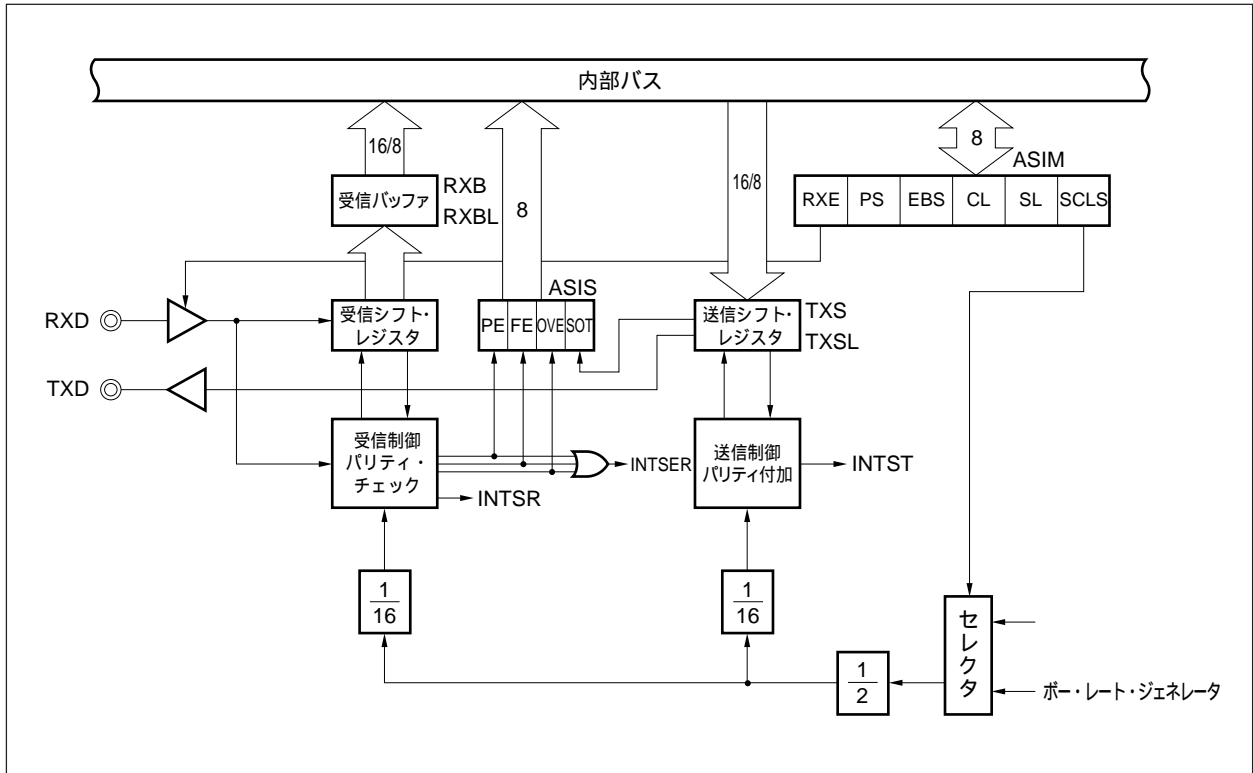 内部バス
16/8
8
16/8
8
ASIM
受信バッファ
RXB
RXBL
RXE PS EBS CL SL SCLS
ASIS
RXD
受信シフト・
レジスタ
PE FE OVE SOT
送信シフト・
レジスタ
TXS
TXSL
TXD
受信制御
パリティ・
チェック
INTSER
INTSR
送信制御
パリティ付加
INTST
1
16
1
16
1
2
セレクタ
ボー・レート・ジェネレータ